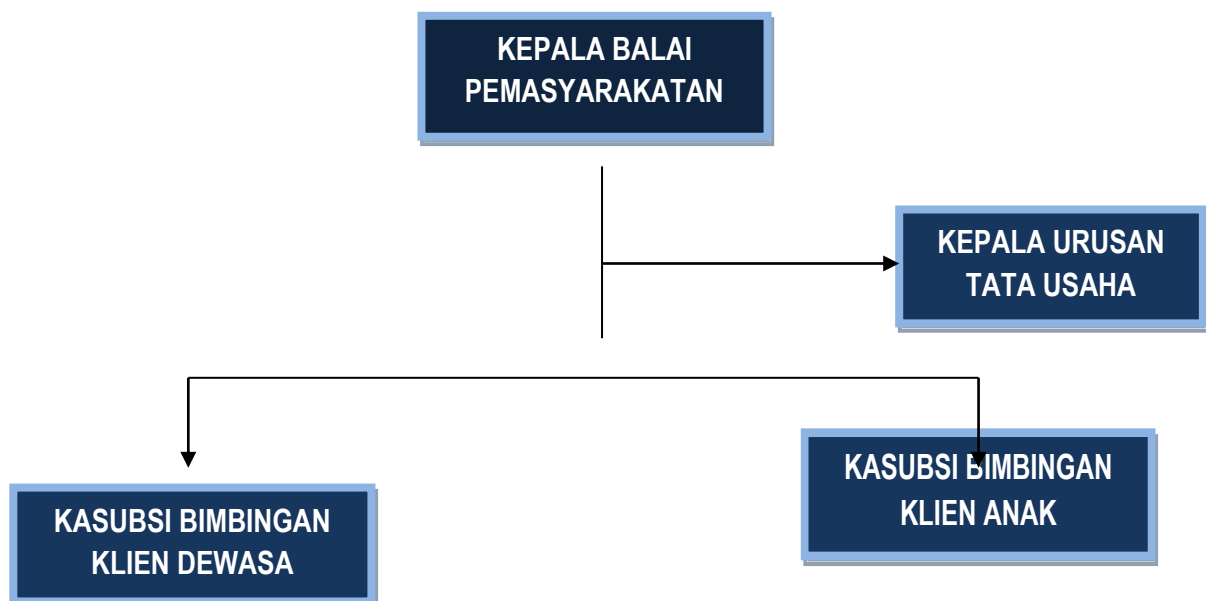 KEPALA BALAI
PEMASYARAKATAN
KEPALA URUSAN
TATA USAHA
KASUBSI BIMBINGAN
KLIEN DEWASA
KASUBSI BIMBINGAN
KLIEN ANAK